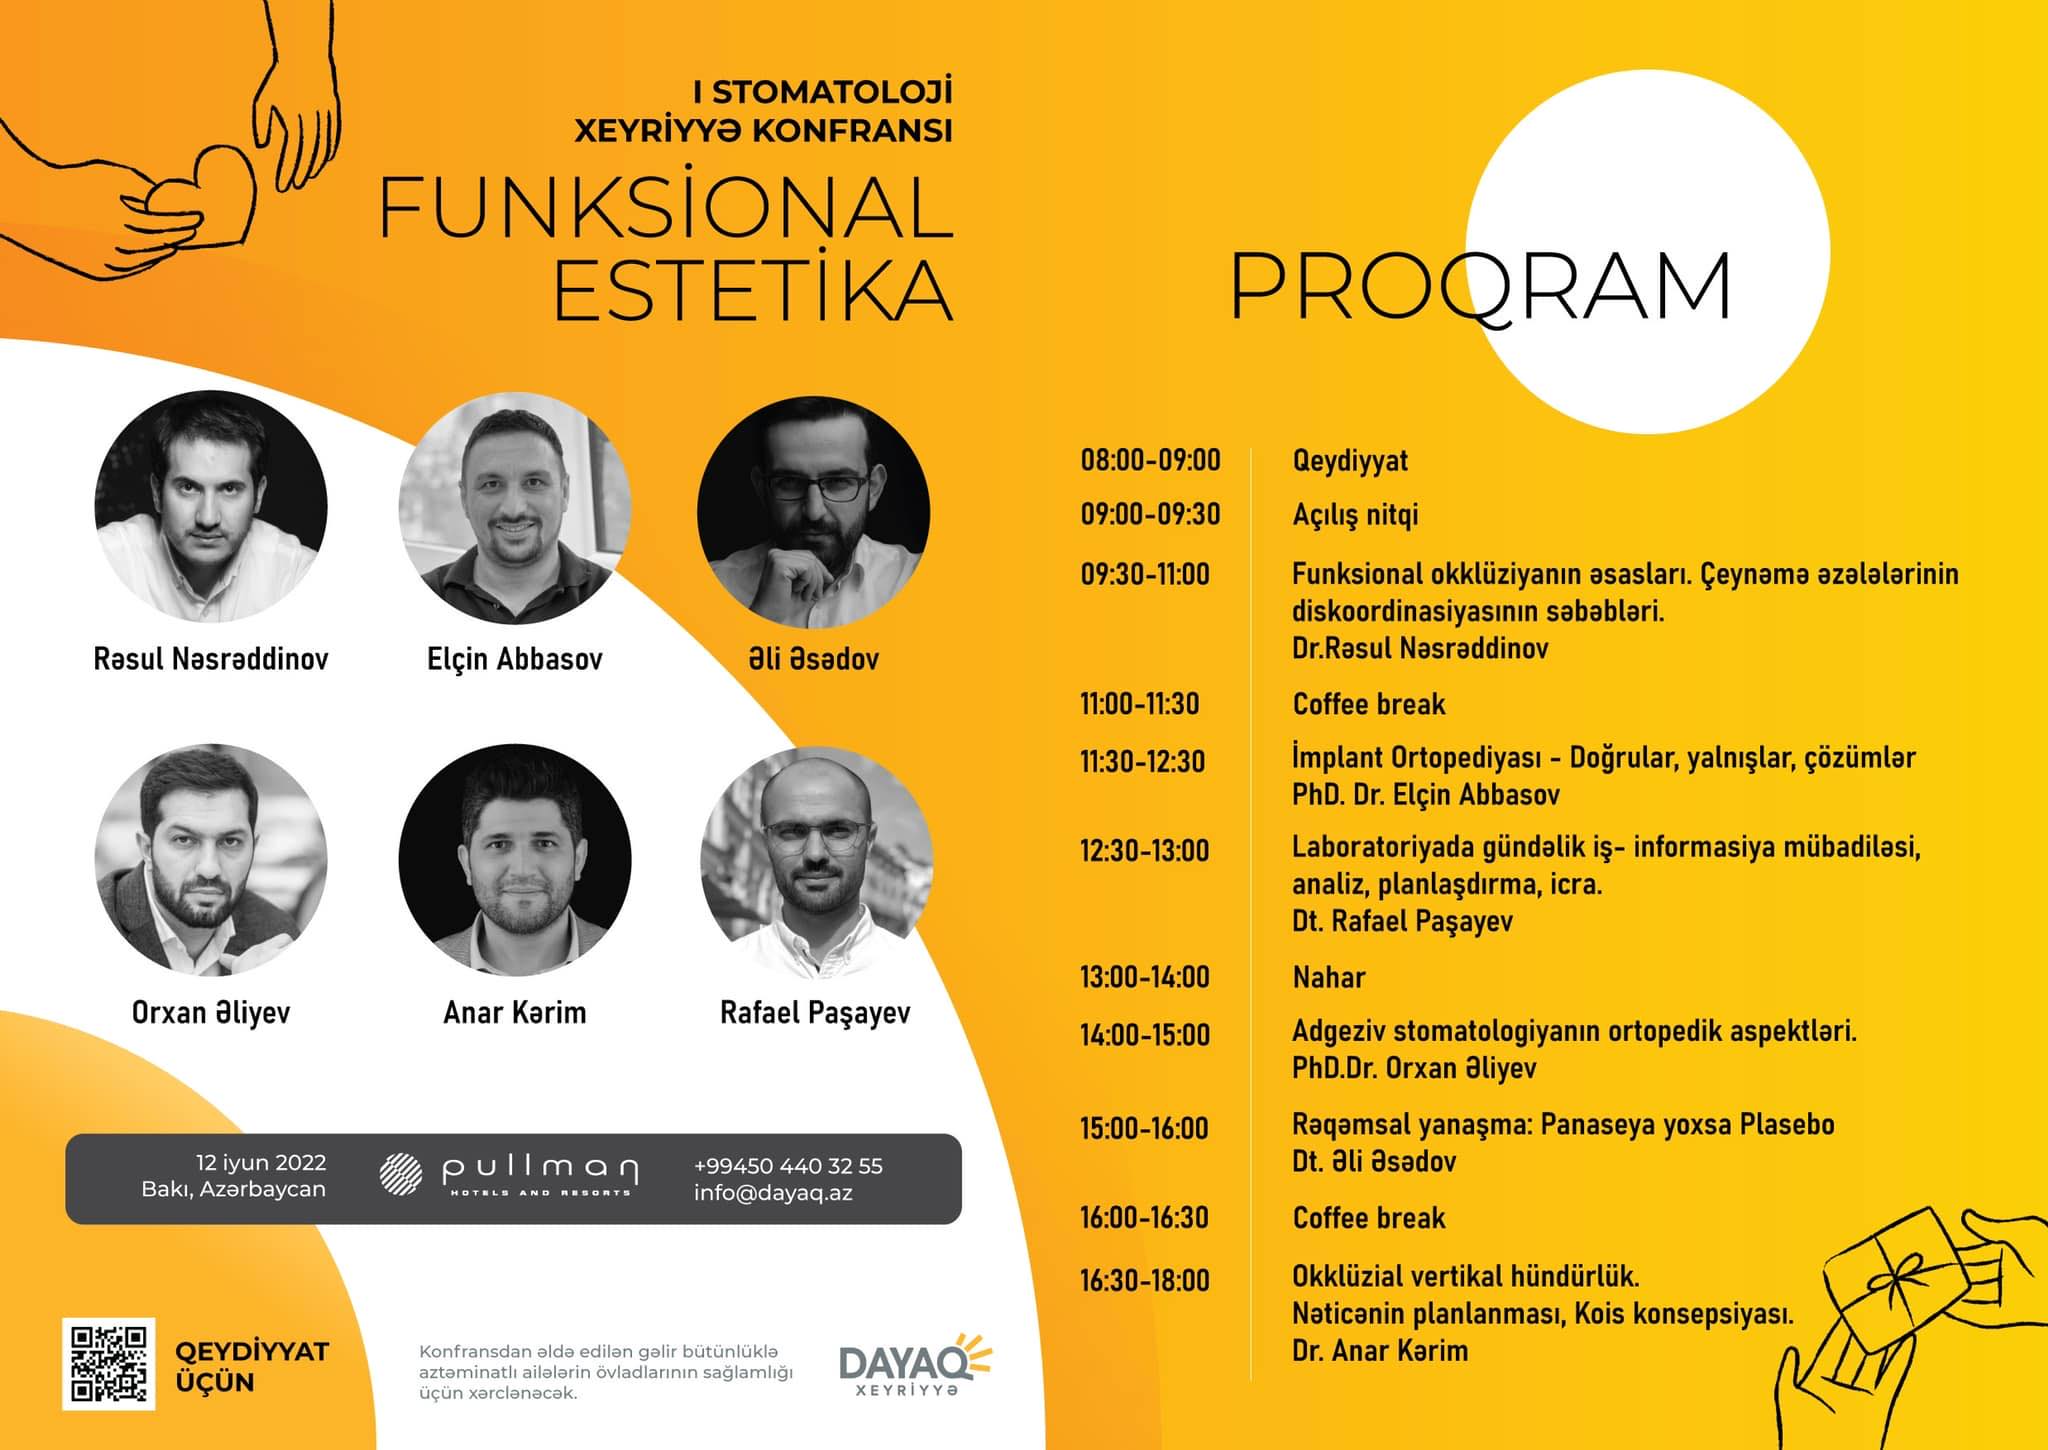 I STOMATOLOJİ
XEYRİYYƏ KONFRANSI
FUNKSİONAL
ESTETİKA
Rəsul Nəsrəddinov
Elçin Abbasov
Əli Əsədov
Orxan Əliyev
Anar Kərim
Rafael Paşayev
12 iyun 2022
Bakı, Azərbaycan
pullman
HOTELS AND RESORTS
+99450 440 32 55
info@dayaq.az
QEYDİYYAT
ÜÇÜN
Konfransdan əldə edilən gəlir bütünlüklə
aztəminatlı ailələrin övladlarının sağlamlığı
üçün xərclənəcək.
DAYAQ
XEYRİYYƏ
PROQRAM
08:00-09:00 Qeydiyyat
09:00-09:30 Açılış nitqi
09:30-11:00 Funksional okklüziyanın əsasları. Çeynəmə əzələlərinin
diskoordinasiyasının səbəbləri.
Dr.Rəsul Nəsrəddinov
11:00-11:30 Coffee break
11:30-12:30 İmplant Ortopediyası - Doğrular, yalnışlar, çözümlər
PhD. Dr. Elçin Abbasov
12:30-13:00 Laboratoriyada gündəlik iş- informasiya mübadiləsi,
analiz, planlaşdırma, icra.
Dt. Rafael Paşayev
13:00-14:00 Nahar
14:00-15:00 Adgeziv stomatologiyanın ortopedik aspektləri.
PhD.Dr. Orxan Əliyev
15:00-16:00 Rəqəmsal yanaşma: Panaseya yoxsa Plasebo
Dt. Əli Əsədov
16:00-16:30 Coffee break
16:30-18:00 Okklüzial vertikal hündürlük.
Nəticənin planlanması, Kois konsepsiyası.
Dr. Anar Kərim